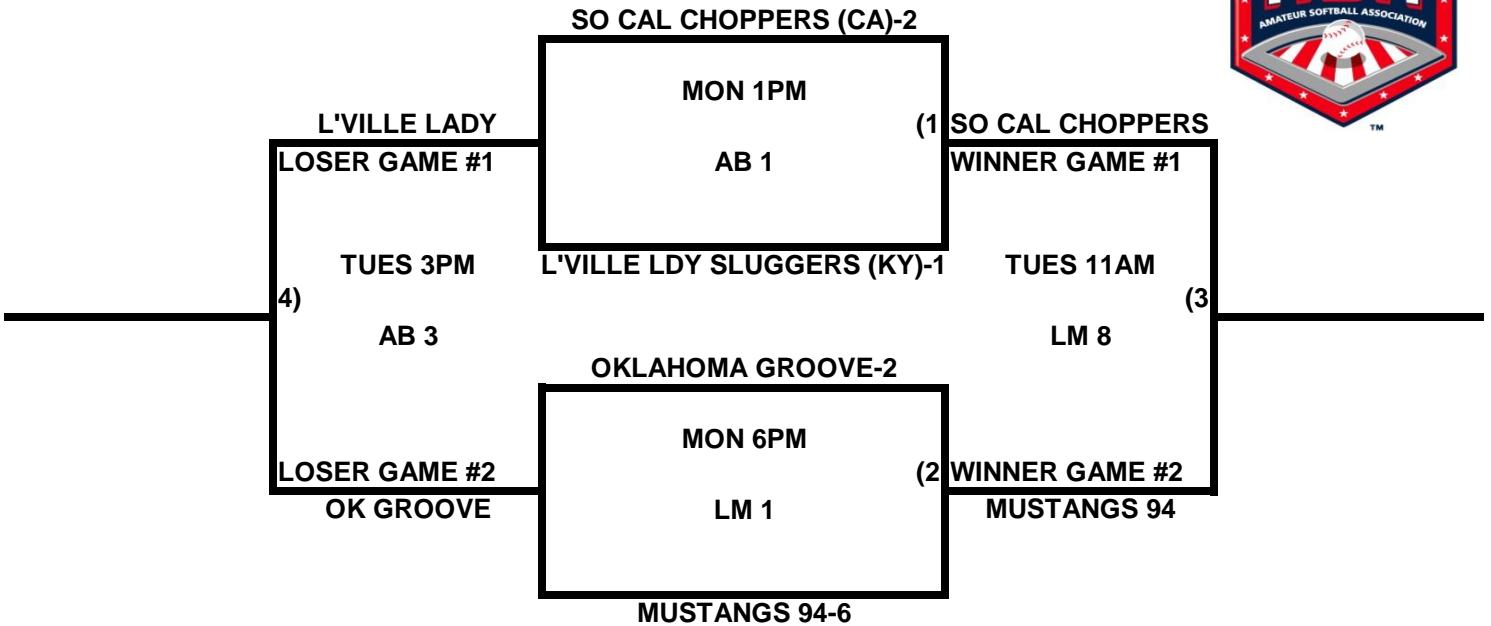 SO CAL CHOPPERS (CA)-2
AMATEUR SOFTBALL ASSOCIATION
TM
MON 1PM
L'VILLE LADY
(1 SO CAL CHOPPERS
LOSER GAME #1
AB 1
WINNER GAME #1
TUES 3PM
L'VILLE LDY SLUGGERS (KY)-1
TUES 11AM
4)
(3
AB 3
LM 8
OKLAHOMA GROOVE-2
MON 6PM
LOSER GAME #2
(2 WINNER GAME #2
OK GROOVE
LM 1
MUSTANGS 94
MUSTANGS 94-6